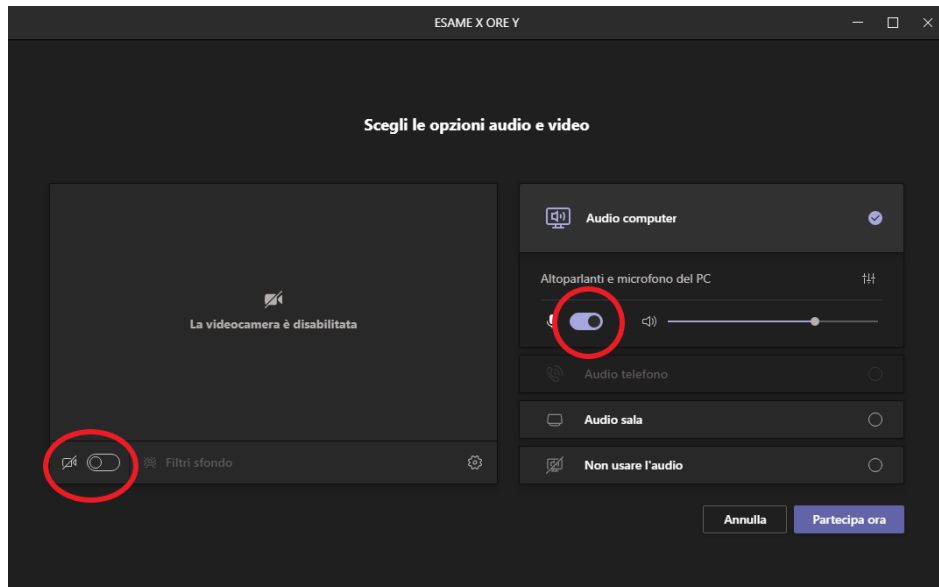 ESAME X ORE Y
Scegli le opzioni audio e video
La videocamera è disabilitata
Filtri sfondo
Audio computer
Altoparlanti e microfono del PC
Audio telefono
Audio sala
Non usare l'audio
Annulla
Partecipa ora